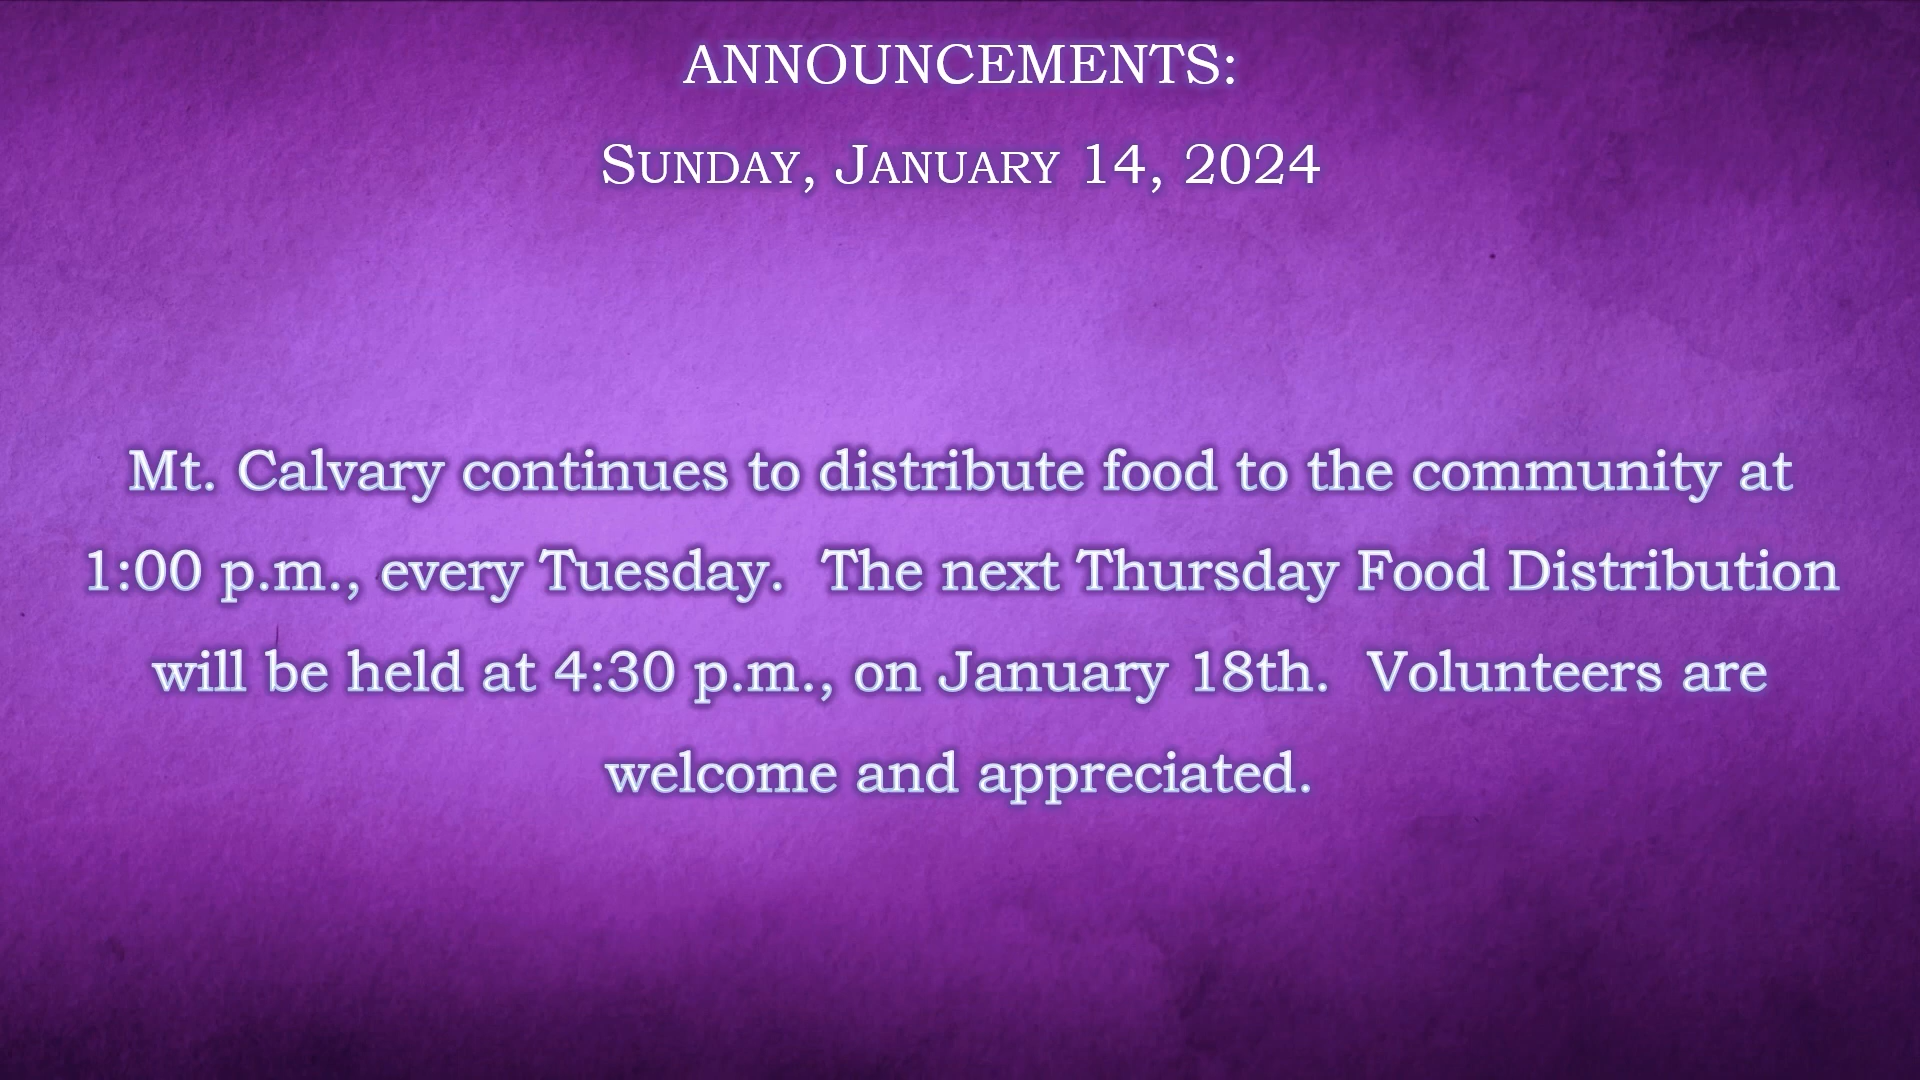 ANNOUNCEMENTS:
Sunday, January 14, 2024
Mt. Calvary continues to distribute food to the community at
1:00 p.m., every Tuesday.  The next Thursday Food Distribution
will be held at 4:30 p.m., on January 18th.  Volunteers are
welcome and appreciated.